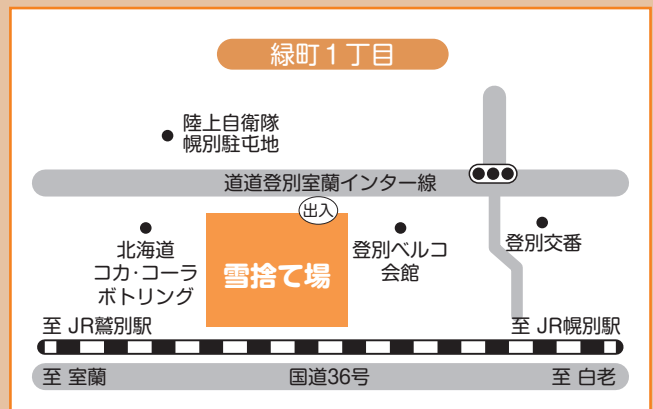 緑町1丁目
陸上自衛隊
幌別駐屯地
道道登別室蘭インター線
出入
北海道
コカ・コーラ
ボトリング
雪捨て場
登別ベルコ
会館
登別交番
至 JR鷲別駅
至 JR幌別駅
至 室蘭
国道36号
至 白老